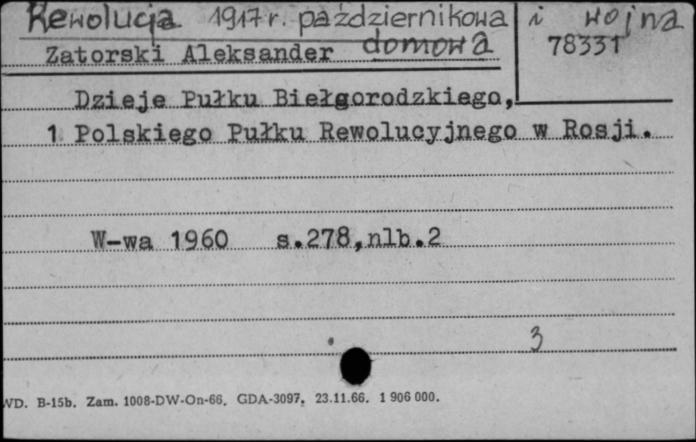 Rewolucja 1917 r. październikowa i wojna
domowa
Zatorski Aleksander
78331
Dzieje Pułku Biełgorodzkiego,
1 Polskiego Pułku Rewolucyjnego w Rosji.
W-wa 1960 s.278,nlb.2
3
WD. B-15b. Zam. 1008-DW-On-66. GDA-3097. 23.11.66. 1 906 000.